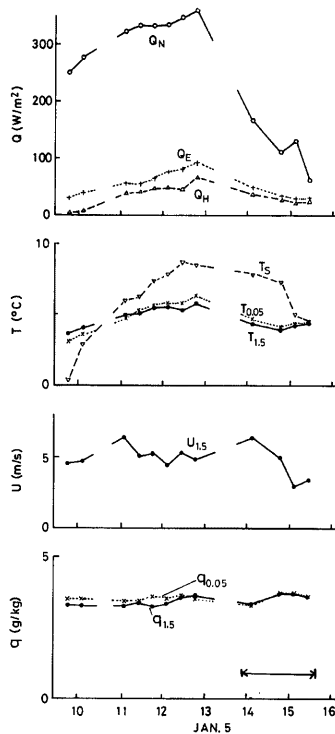 300
200
100
0
Q (W/m²)
Q_N
Q_E
Q_H
10
5
0
T (°C)
T_S
T_0.05
T_1.5
5
0
U (m/s)
U_1.5
5
0
q (g/kg)
q_0.05
q_1.5
10 11 12 13 14 15 16
JAN. 5